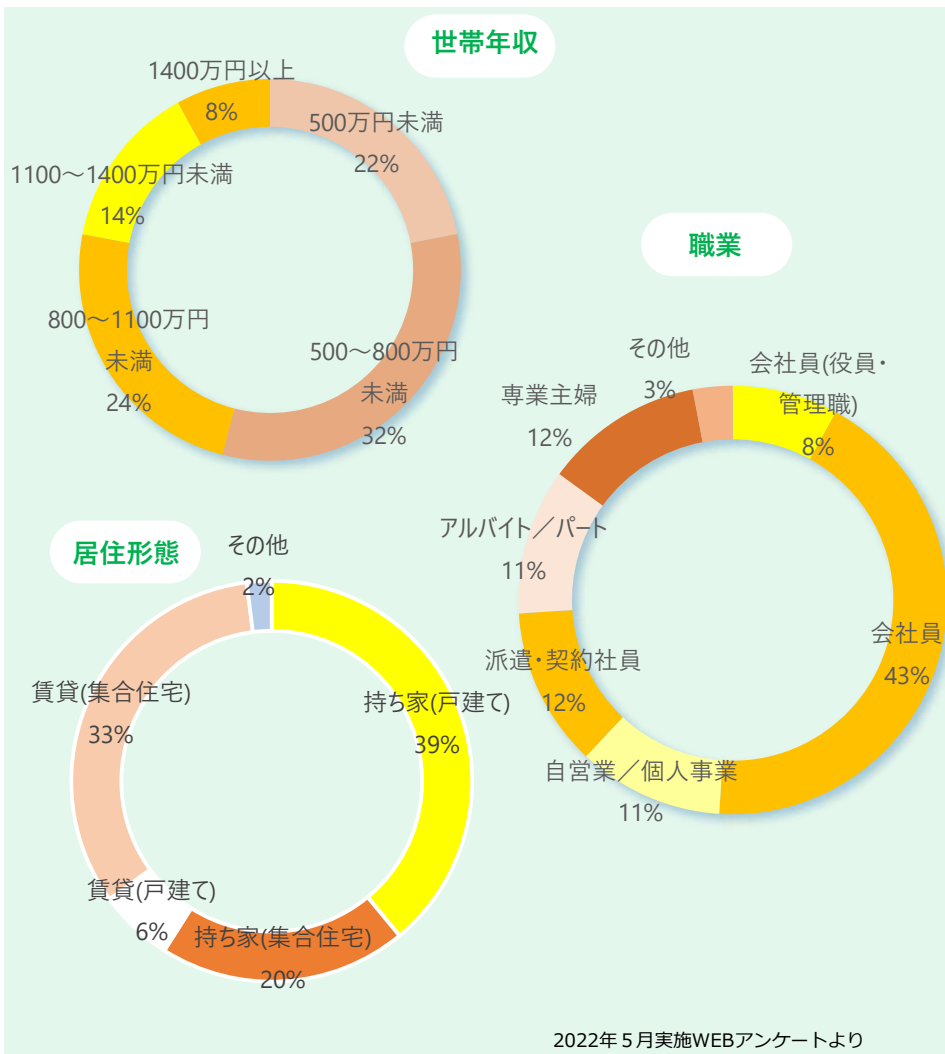 世帯年収
1400万円以上
8%
500万円未満
22%
1100～1400万円未満
14%
800～1100万円
未満
24%
500～800万円
未満
32%
職業
その他
3%
会社員(役員・
管理職)
8%
専業主婦
12%
アルバイト／パート
11%
会社員
43%
派遣・契約社員
12%
自営業／個人事業
11%
居住形態
その他
2%
賃貸(集合住宅)
33%
持ち家(戸建て)
39%
賃貸(戸建て)
6%
持ち家(集合住宅)
20%
2022年５月実施WEBアンケートより